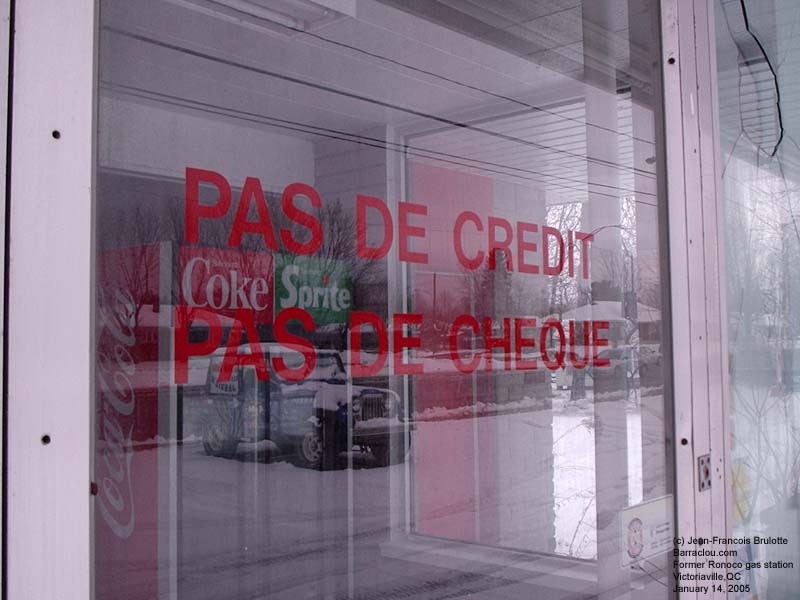 PAS DE CREDIT
Coke
Sprite
PAS DE CHEQUE
Coca-Cola
(c) Jean-Francois Brulotte
Barraclou.com
Former Ronoco gas station
Victoriaville,QC
January 14, 2005